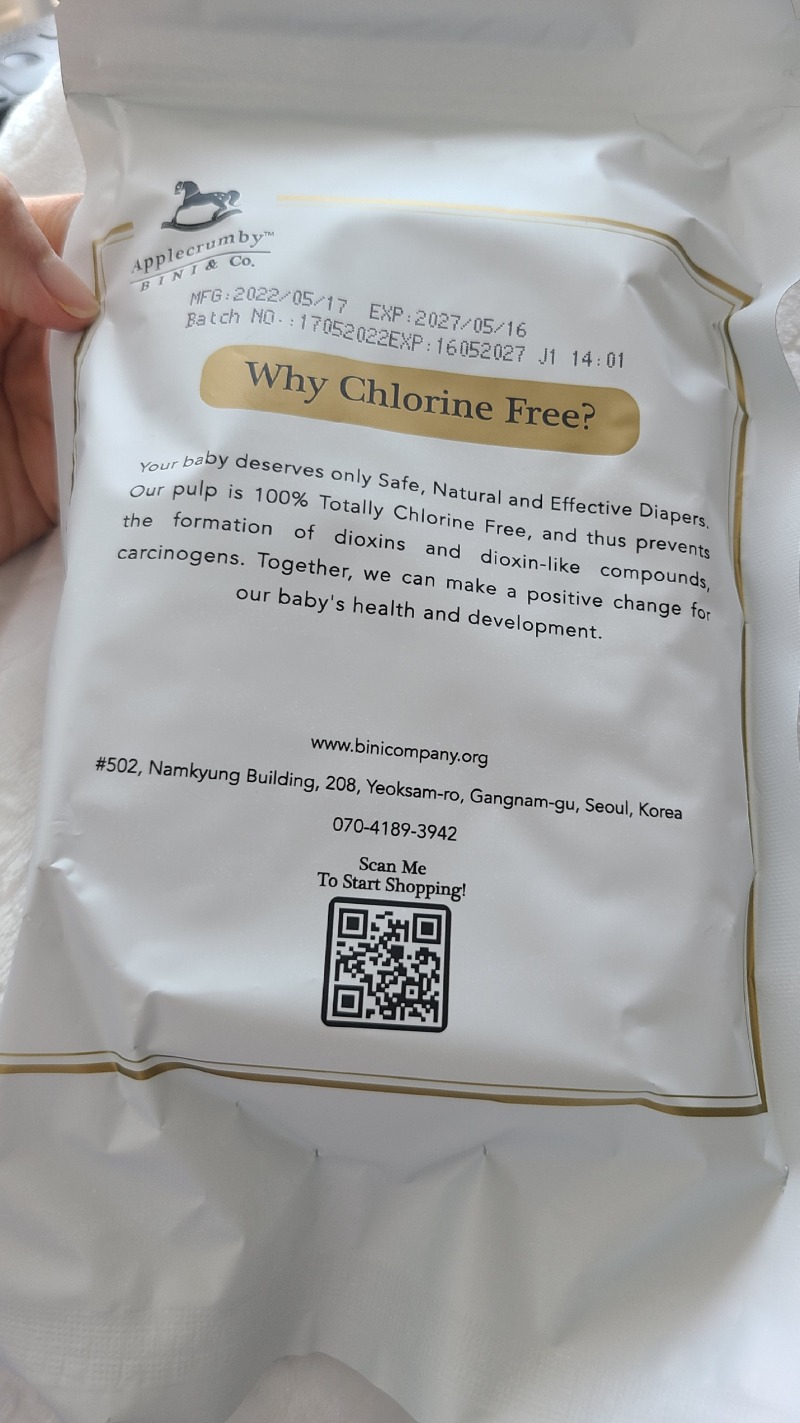 Applecrumby™
BINI & Co.
MFG:2022/05/17 EXP:2027/05/16
Batch NO.:17052022EXP:16052027 J1 14:01
Why Chlorine Free?
Your baby deserves only Safe, Natural and Effective Diapers.
Our pulp is 100% Totally Chlorine Free, and thus prevents
the formation of dioxins and dioxin-like compounds,
carcinogens. Together, we can make a positive change for
our baby's health and development.
www.binicompany.org
#502, Namkyung Building, 208, Yeoksam-ro, Gangnam-gu, Seoul, Korea
070-4189-3942
Scan Me
To Start Shopping!